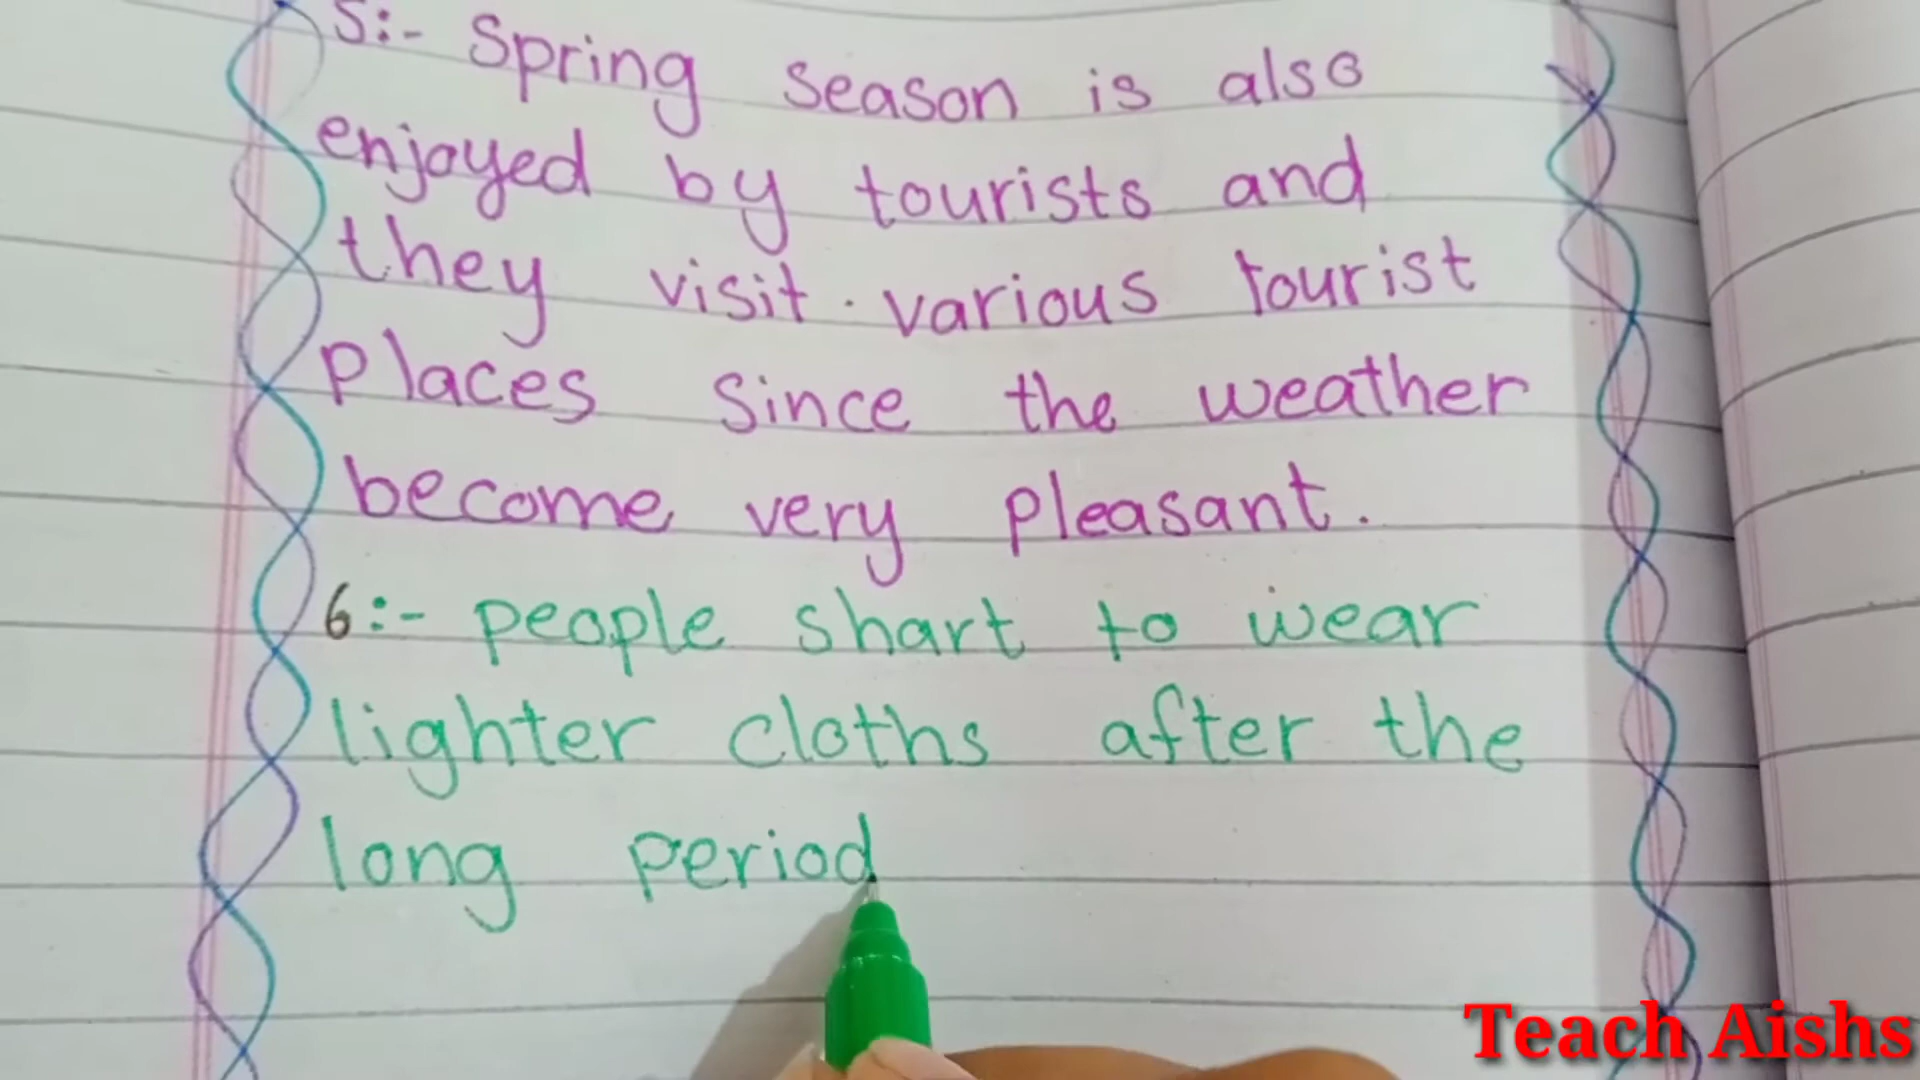 5:- Spring season is also
enjoyed by tourists and
they visit. various tourist
Places Since the weather
become very pleasant.
6:- people shart to wear
lighter cloths after the
long period
Teach Aishs